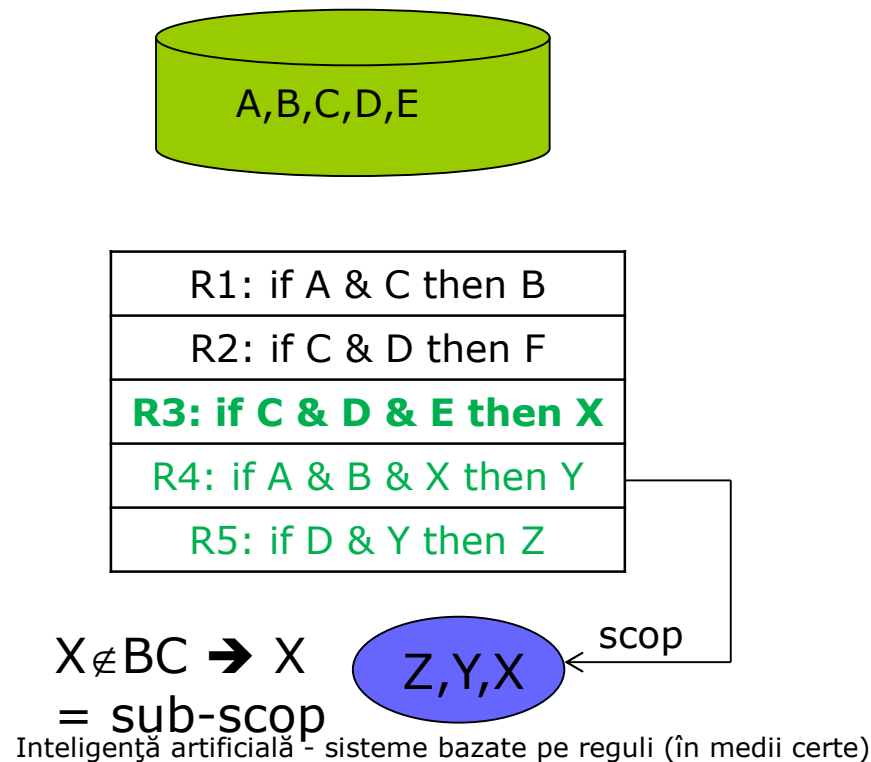 A,B,C,D,E
R1: if A & C then B
R2: if C & D then F
R3: if C & D & E then X
R4: if A & B & X then Y
R5: if D & Y then Z
scop
X∉BC ➔ X
= sub-scop
Z,Y,X
Inteligenţă artificială - sisteme bazate pe reguli (în medii certe)